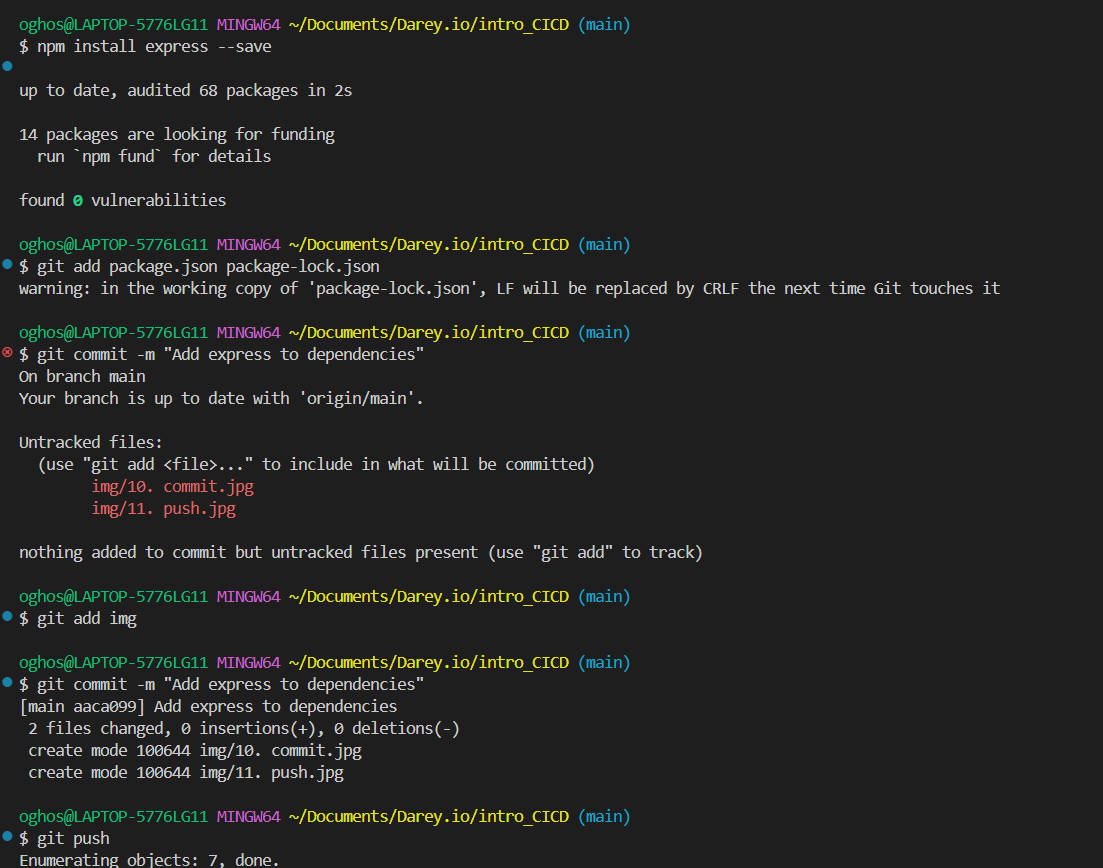 oghos@LAPTOP-5776LG11 MINGW64 ~/Documents/Darey.io/intro_CICD (main)
$ npm install express --save
up to date, audited 68 packages in 2s
14 packages are looking for funding
run `npm fund` for details
found 0 vulnerabilities
oghos@LAPTOP-5776LG11 MINGW64 ~/Documents/Darey.io/intro_CICD (main)
$ git add package.json package-lock.json
warning: in the working copy of 'package-lock.json', LF will be replaced by CRLF the next time Git touches it
oghos@LAPTOP-5776LG11 MINGW64 ~/Documents/Darey.io/intro_CICD (main)
$ git commit -m "Add express to dependencies"
On branch main
Your branch is up to date with 'origin/main'.
Untracked files:
(use "git add <file>..." to include in what will be committed)
img/10. commit.jpg
img/11. push.jpg
nothing added to commit but untracked files present (use "git add" to track)
oghos@LAPTOP-5776LG11 MINGW64 ~/Documents/Darey.io/intro_CICD (main)
$ git add img
oghos@LAPTOP-5776LG11 MINGW64 ~/Documents/Darey.io/intro_CICD (main)
$ git commit -m "Add express to dependencies"
[main aaca099] Add express to dependencies
2 files changed, 0 insertions(+), 0 deletions(-)
create mode 100644 img/10. commit.jpg
create mode 100644 img/11. push.jpg
oghos@LAPTOP-5776LG11 MINGW64 ~/Documents/Darey.io/intro_CICD (main)
$ git push
Enumerating objects: 7, done.